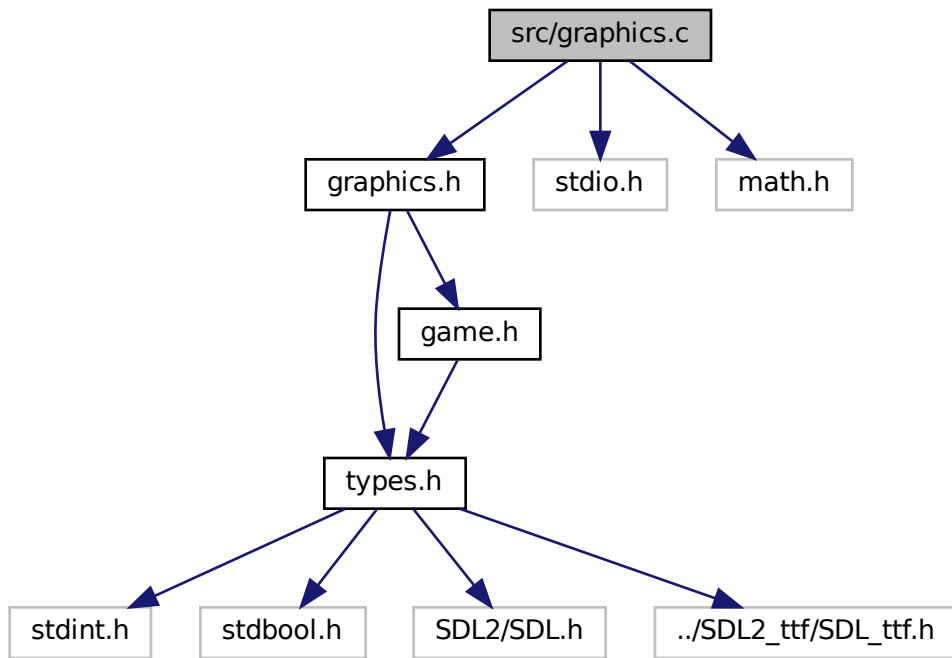 src/graphics.c
graphics.h
stdio.h
math.h
game.h
types.h
stdint.h
stdbool.h
SDL2/SDL.h
../SDL2_ttf/SDL_ttf.h